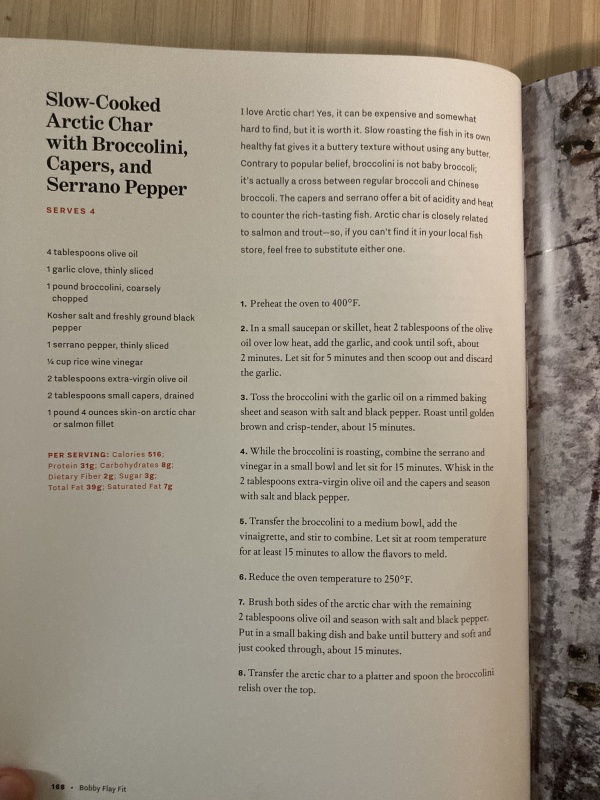 Slow-Cooked
Arctic Char
with Broccolini,
Capers, and
Serrano Pepper
SERVES 4
4 tablespoons olive oil
1 garlic clove, thinly sliced
1 pound broccolini, coarsely
chopped
Kosher salt and freshly ground black
pepper
1 serrano pepper, thinly sliced
¼ cup rice wine vinegar
2 tablespoons extra-virgin olive oil
2 tablespoons small capers, drained
1 pound 4 ounces skin-on arctic char
or salmon fillet
PER SERVING: Calories 516;
Protein 31g; Carbohydrates 8g;
Dietary Fiber 2g; Sugar 3g;
Total Fat 39g; Saturated Fat 7g
I love Arctic char! Yes, it can be expensive and somewhat
hard to find, but it is worth it. Slow roasting the fish in its own
healthy fat gives it a buttery texture without using any butter.
Contrary to popular belief, broccolini is not baby broccoli;
it's actually a cross between regular broccoli and Chinese
broccoli. The capers and serrano offer a bit of acidity and heat
to counter the rich-tasting fish. Arctic char is closely related
to salmon and trout—so, if you can't find it in your local fish
store, feel free to substitute either one.
1. Preheat the oven to 400°F.
2. In a small saucepan or skillet, heat 2 tablespoons of the olive
oil over low heat, add the garlic, and cook until soft, about
2 minutes. Let sit for 5 minutes and then scoop out and discard
the garlic.
3. Toss the broccolini with the garlic oil on a rimmed baking
sheet and season with salt and black pepper. Roast until golden
brown and crisp-tender, about 15 minutes.
4. While the broccolini is roasting, combine the serrano and
vinegar in a small bowl and let sit for 15 minutes. Whisk in the
2 tablespoons extra-virgin olive oil and the capers and season
with salt and black pepper.
5. Transfer the broccolini to a medium bowl, add the
vinaigrette, and stir to combine. Let sit at room temperature
for at least 15 minutes to allow the flavors to meld.
6. Reduce the oven temperature to 250°F.
7. Brush both sides of the arctic char with the remaining
2 tablespoons olive oil and season with salt and black pepper.
Put in a small baking dish and bake until buttery and soft and
just cooked through, about 15 minutes.
8. Transfer the arctic char to a platter and spoon the broccolini
relish over the top.
166 • Bobby Flay Fit